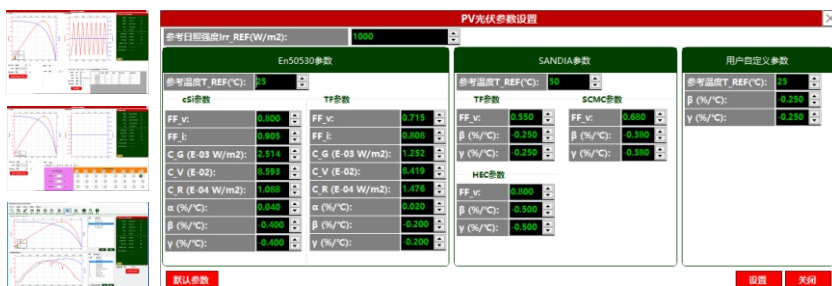 PV光伏参数设置
参考日照强度Irr_REF(W/m2): 1000
En50530参数
参考温度T_REF(℃): 25
cSi参数
FF_v: 0.800
FF_i: 0.905
C_G (E-03 W/m2): 2.514
C_V (E-02): 8.593
C_R (E-04 W/m2): 1.088
α (%/℃): 0.040
β (%/℃): -0.400
γ (%/℃): -0.400
TF参数
FF_v: 0.715
FF_i: 0.808
C_G (E-03 W/m2): 1.252
C_V (E-02): 8.419
C_R (E-04 W/m2): 1.476
α (%/℃): 0.020
β (%/℃): -0.200
γ (%/℃): -0.200
SANDIA参数
参考温度T_REF(℃): 50
TF参数
FF_v: 0.550
β (%/℃): -0.250
γ (%/℃): -0.250
SCMC参数
FF_v: 0.680
β (%/℃): -0.380
γ (%/℃): -0.380
HEC参数
FF_v: 0.800
β (%/℃): -0.500
γ (%/℃): -0.500
用户自定义参数
参考温度T_REF(℃): 25
β (%/℃): -0.250
γ (%/℃): -0.250
默认参数
设置
关闭